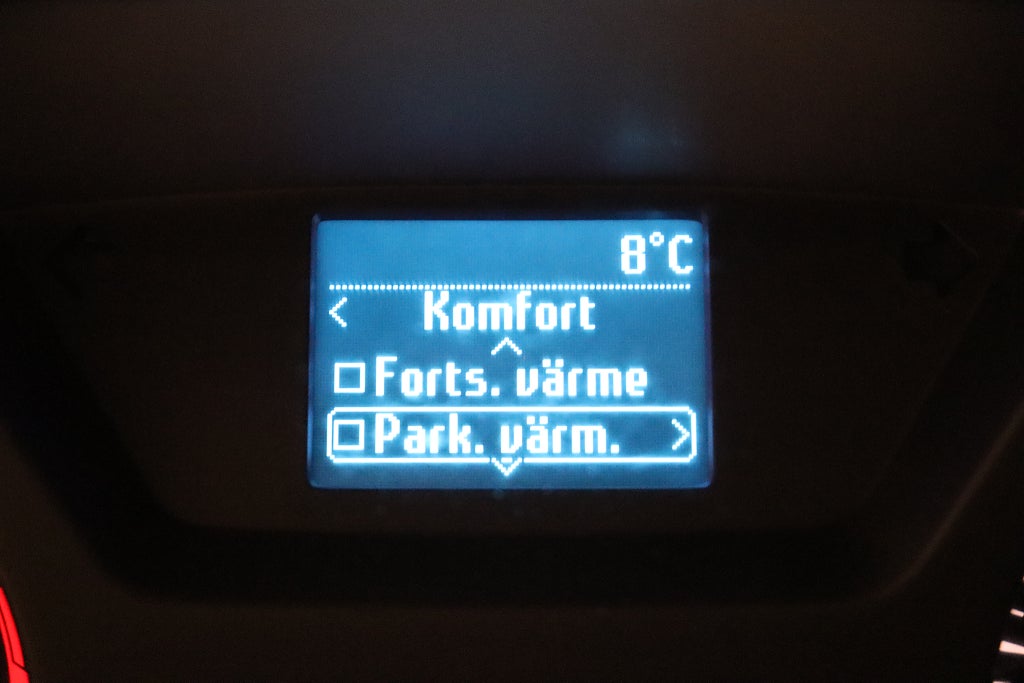 8°C
Komfort
Forts. värme
Park. värm.